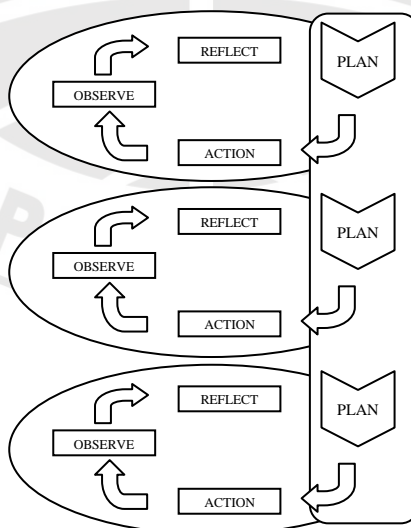 REFLECT
PLAN
OBSERVE
ACTION
REFLECT
PLAN
OBSERVE
ACTION
REFLECT
PLAN
OBSERVE
ACTION